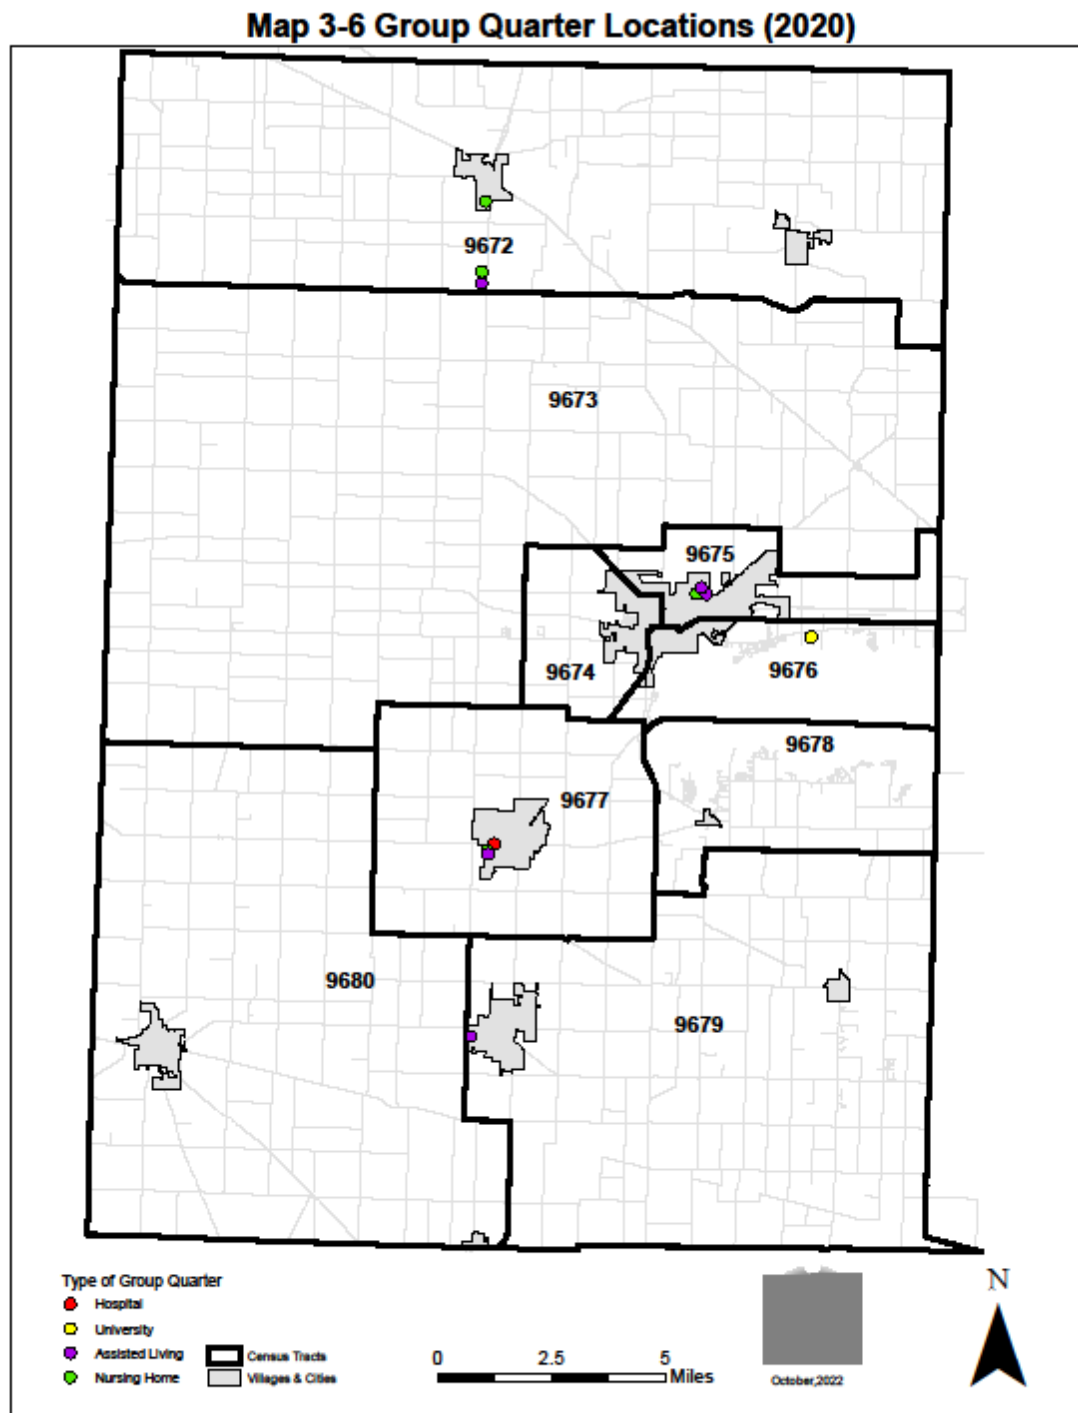 Map 3-6 Group Quarter Locations (2020)
9672
9673
9675
9674
9676
9678
9677
9680
9679
Type of Group Quarter
Hospital
University
Assisted Living
Nursing Home
Census Tracts
Villages & Cities
0 2.5 5
Miles
October,2022
N